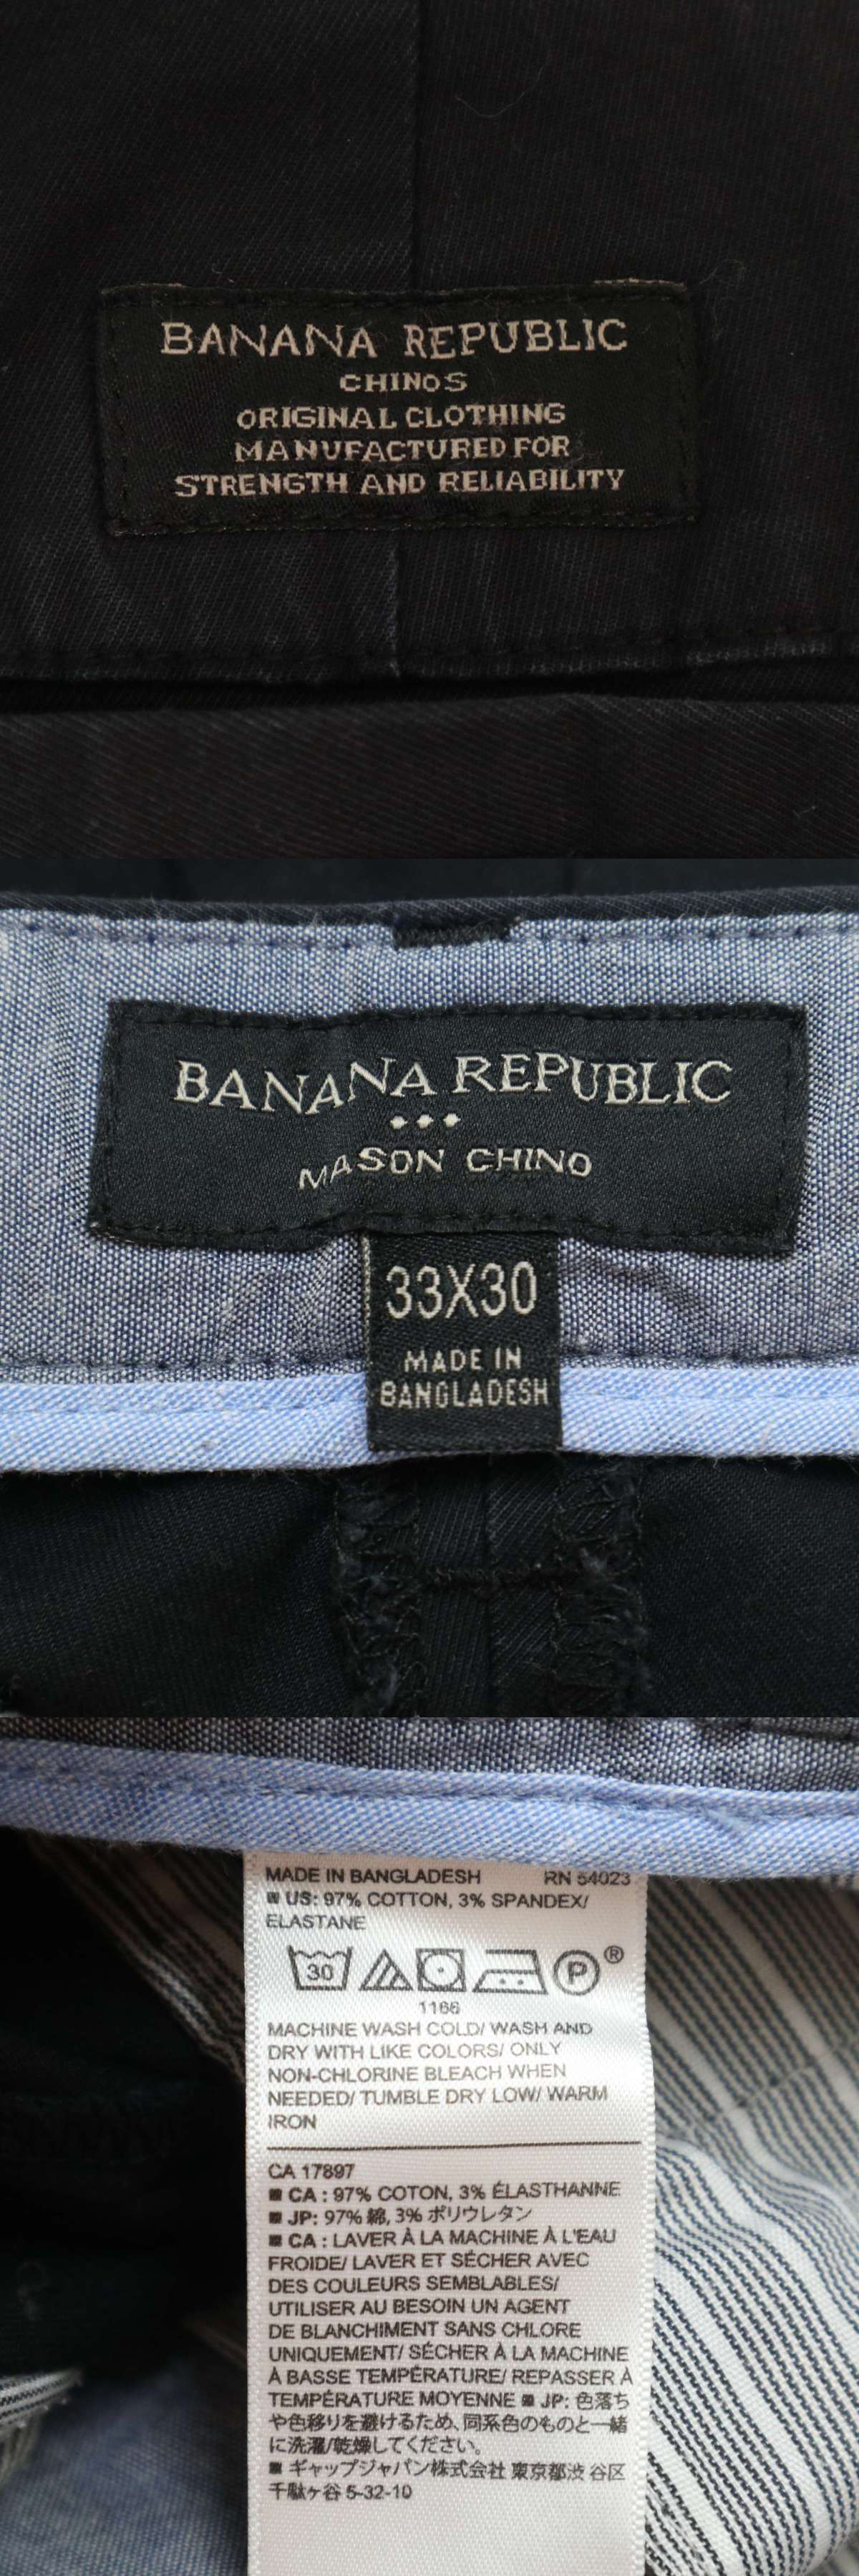 BANANA REPUBLIC
CHINOS
ORIGINAL CLOTHING
MANUFACTURED FOR
STRENGTH AND RELIABILITY
BANANA REPUBLIC
MASON CHINO
33X30
MADE IN
BANGLADESH
MADE IN BANGLADESH RN 54023
■ US: 97% COTTON, 3% SPANDEX/
ELASTANE
30 P ®
1166
MACHINE WASH COLD/ WASH AND
DRY WITH LIKE COLORS/ ONLY
NON-CHLORINE BLEACH WHEN
NEEDED/ TUMBLE DRY LOW/ WARM
IRON
CA 17897
■ CA : 97% COTON, 3% ÉLASTHANNE
■ JP: 97% 綿, 3% ポリウレタン
■ CA : LAVER À LA MACHINE À L'EAU
FROIDE/ LAVER ET SÉCHER AVEC
DES COULEURS SEMBLABLES/
UTILISER AU BESOIN UN AGENT
DE BLANCHIMENT SANS CHLORE
UNIQUEMENT/ SÉCHER À LA MACHINE
À BASSE TEMPÉRATURE/ REPASSER À
TEMPÉRATURE MOYENNE ■ JP: 色落ち
や色移りを避けるため、同系色のものと一緒
に洗濯/乾燥してください。
■ ギャップジャパン株式会社 東京都渋 谷区
千駄ヶ谷 5-32-10